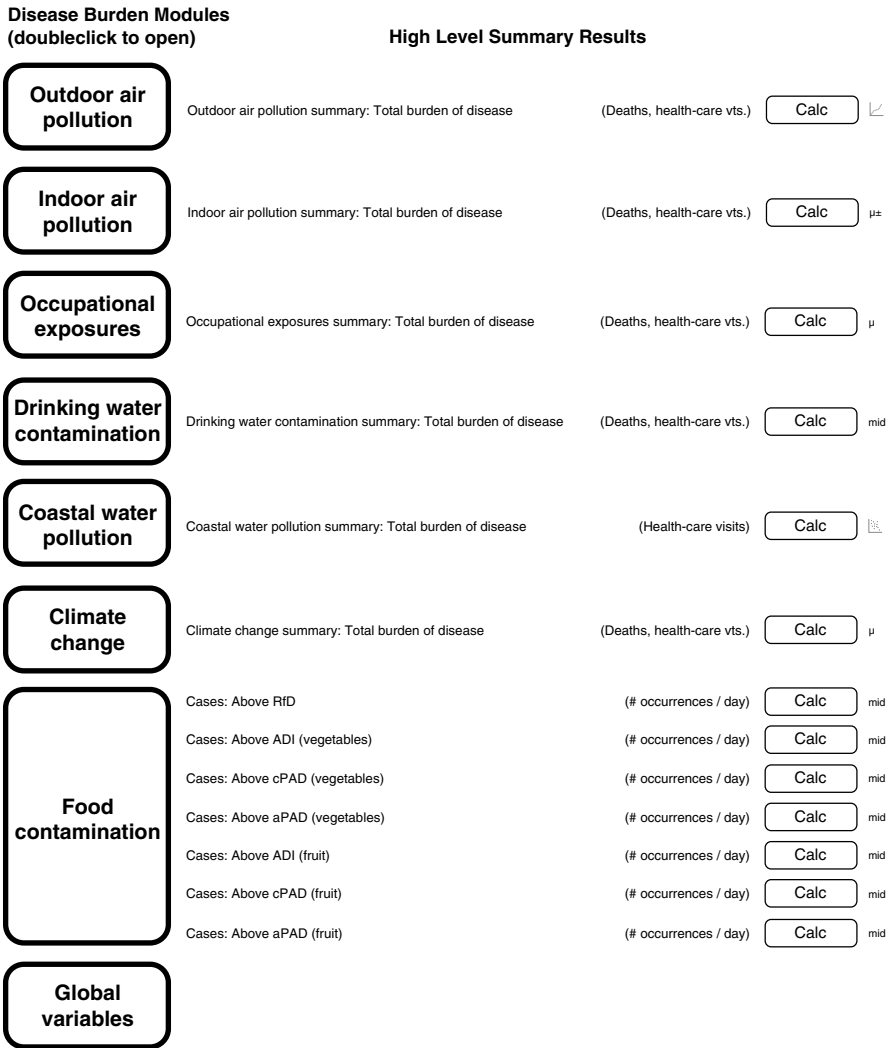 Disease Burden Modules
(doubleclick to open)
High Level Summary Results
Outdoor air
pollution
Outdoor air pollution summary: Total burden of disease (Deaths, health-care vts.) Calc
Indoor air
pollution
Indoor air pollution summary: Total burden of disease (Deaths, health-care vts.) Calc µ±
Occupational
exposures
Occupational exposures summary: Total burden of disease (Deaths, health-care vts.) Calc µ
Drinking water
contamination
Drinking water contamination summary: Total burden of disease (Deaths, health-care vts.) Calc mid
Coastal water
pollution
Coastal water pollution summary: Total burden of disease (Health-care visits) Calc
Climate
change
Climate change summary: Total burden of disease (Deaths, health-care vts.) Calc µ
Food
contamination
Cases: Above RfD (# occurrences / day) Calc mid
Cases: Above ADI (vegetables) (# occurrences / day) Calc mid
Cases: Above cPAD (vegetables) (# occurrences / day) Calc mid
Cases: Above aPAD (vegetables) (# occurrences / day) Calc mid
Cases: Above ADI (fruit) (# occurrences / day) Calc mid
Cases: Above cPAD (fruit) (# occurrences / day) Calc mid
Cases: Above aPAD (fruit) (# occurrences / day) Calc mid
Global
variables